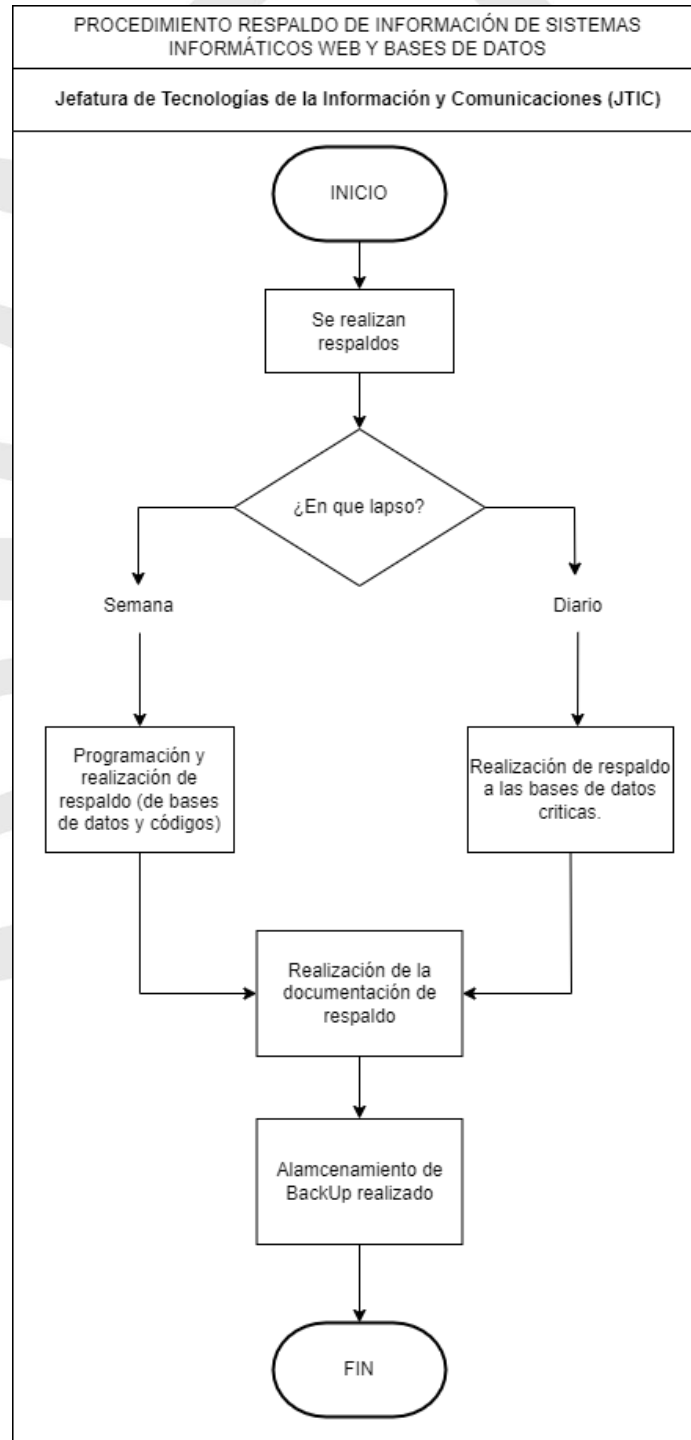 PROCEDIMIENTO RESPALDO DE INFORMACIÓN DE SISTEMAS
INFORMÁTICOS WEB Y BASES DE DATOS
Jefatura de Tecnologías de la Información y Comunicaciones (JTIC)
INICIO
Se realizan
respaldos
¿En que lapso?
Semana
Diario
Programación y
realización de
respaldo (de bases
de datos y códigos)
Realización de respaldo
a las bases de datos
criticas.
Realización de la
documentación de
respaldo
Alamcenamiento de
BackUp realizado
FIN